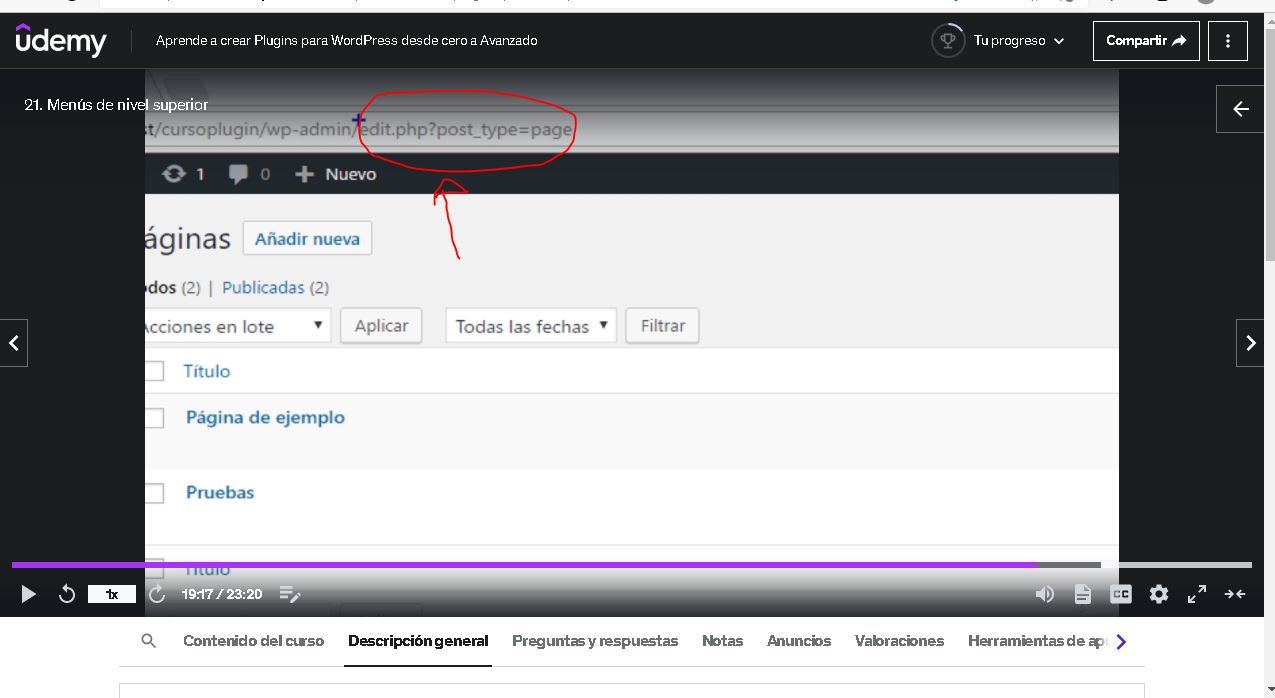 udemy
Aprende a crear Plugins para WordPress desde cero a Avanzado
Tu progreso
Compartir
21. Menús de nivel superior
t/cursoplugin/wp-admin/edit.php?post_type=page
1 0 + Nuevo
áginas Añadir nueva
odos (2) | Publicadas (2)
Acciones en lote Aplicar Todas las fechas Filtrar
Título
Página de ejemplo
Pruebas
Título
1x 19:17 / 23:20 CC
Contenido del curso Descripción general Preguntas y respuestas Notas Anuncios Valoraciones Herramientas de ap